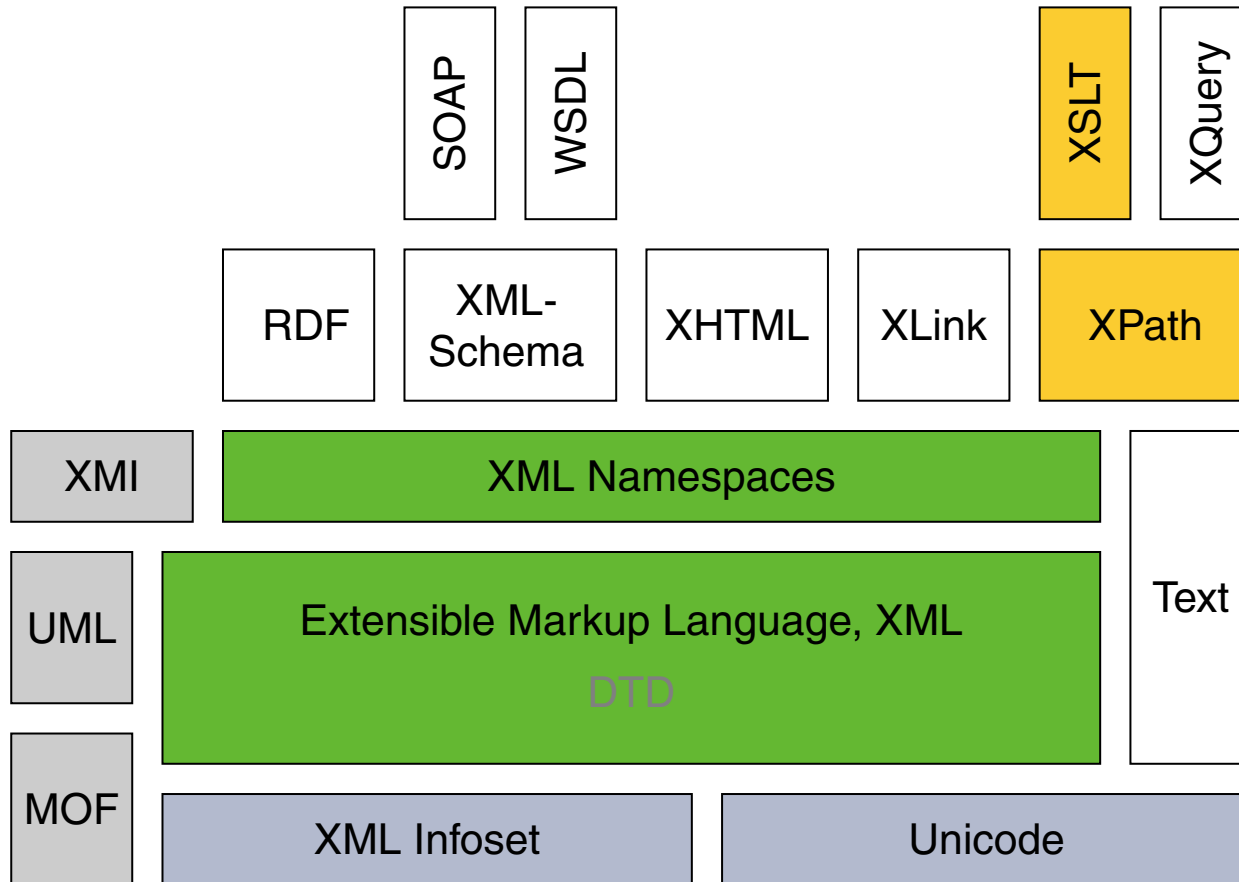 SOAP
WSDL
XSLT
XQuery
RDF
XML-
Schema
XHTML
XLink
XPath
XMI
XML Namespaces
UML
Extensible Markup Language, XML
DTD
Text
MOF
XML Infoset
Unicode